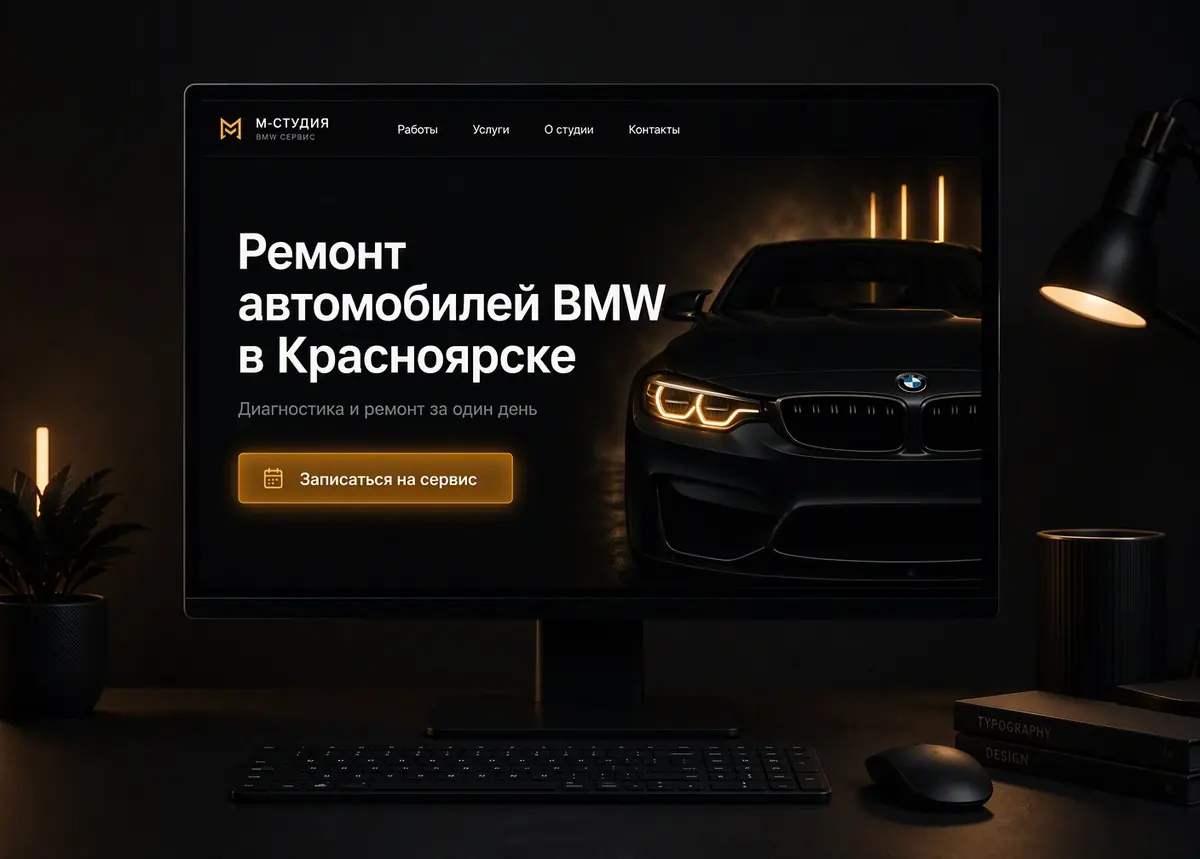 М-СТУДИЯ
BMW СЕРВИС
Работы
Услуги
О студии
Контакты
Ремонт
автомобилей BMW
в Красноярске
Диагностика и ремонт за один день
Записаться на сервис
TYPOGRAPHY
DESIGN